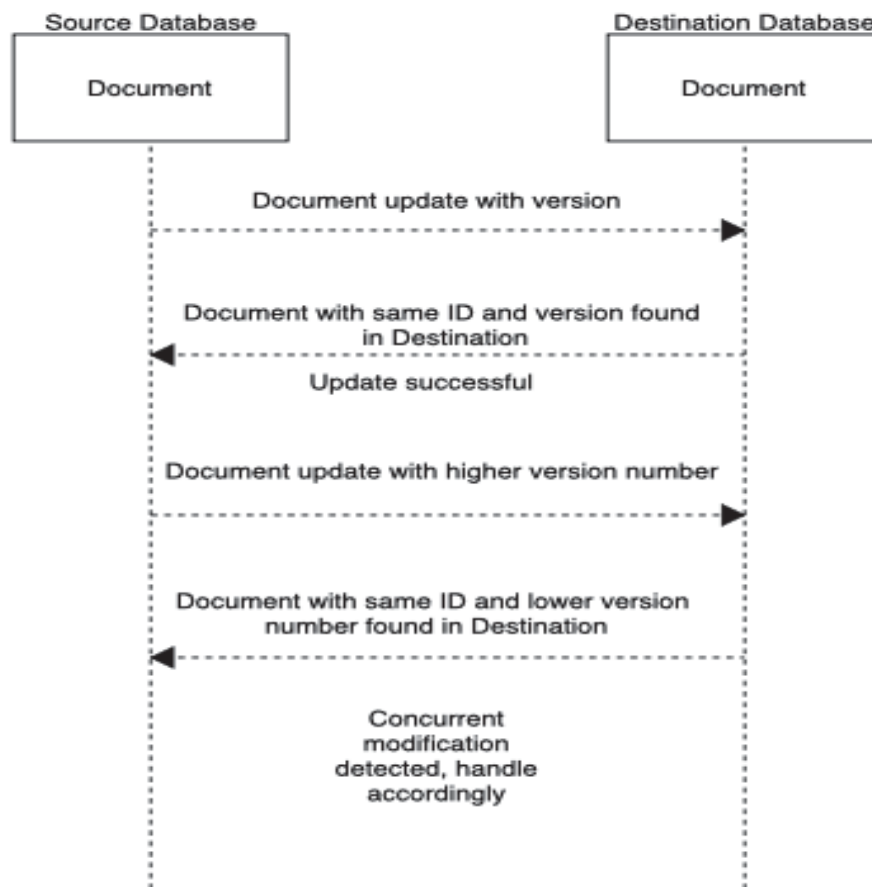 Source Database
Destination Database
Document
Document
Document update with version
Document with same ID and version found
in Destination
Update successful
Document update with higher version number
Document with same ID and lower version
number found in Destination
Concurrent
modification
detected, handle
accordingly